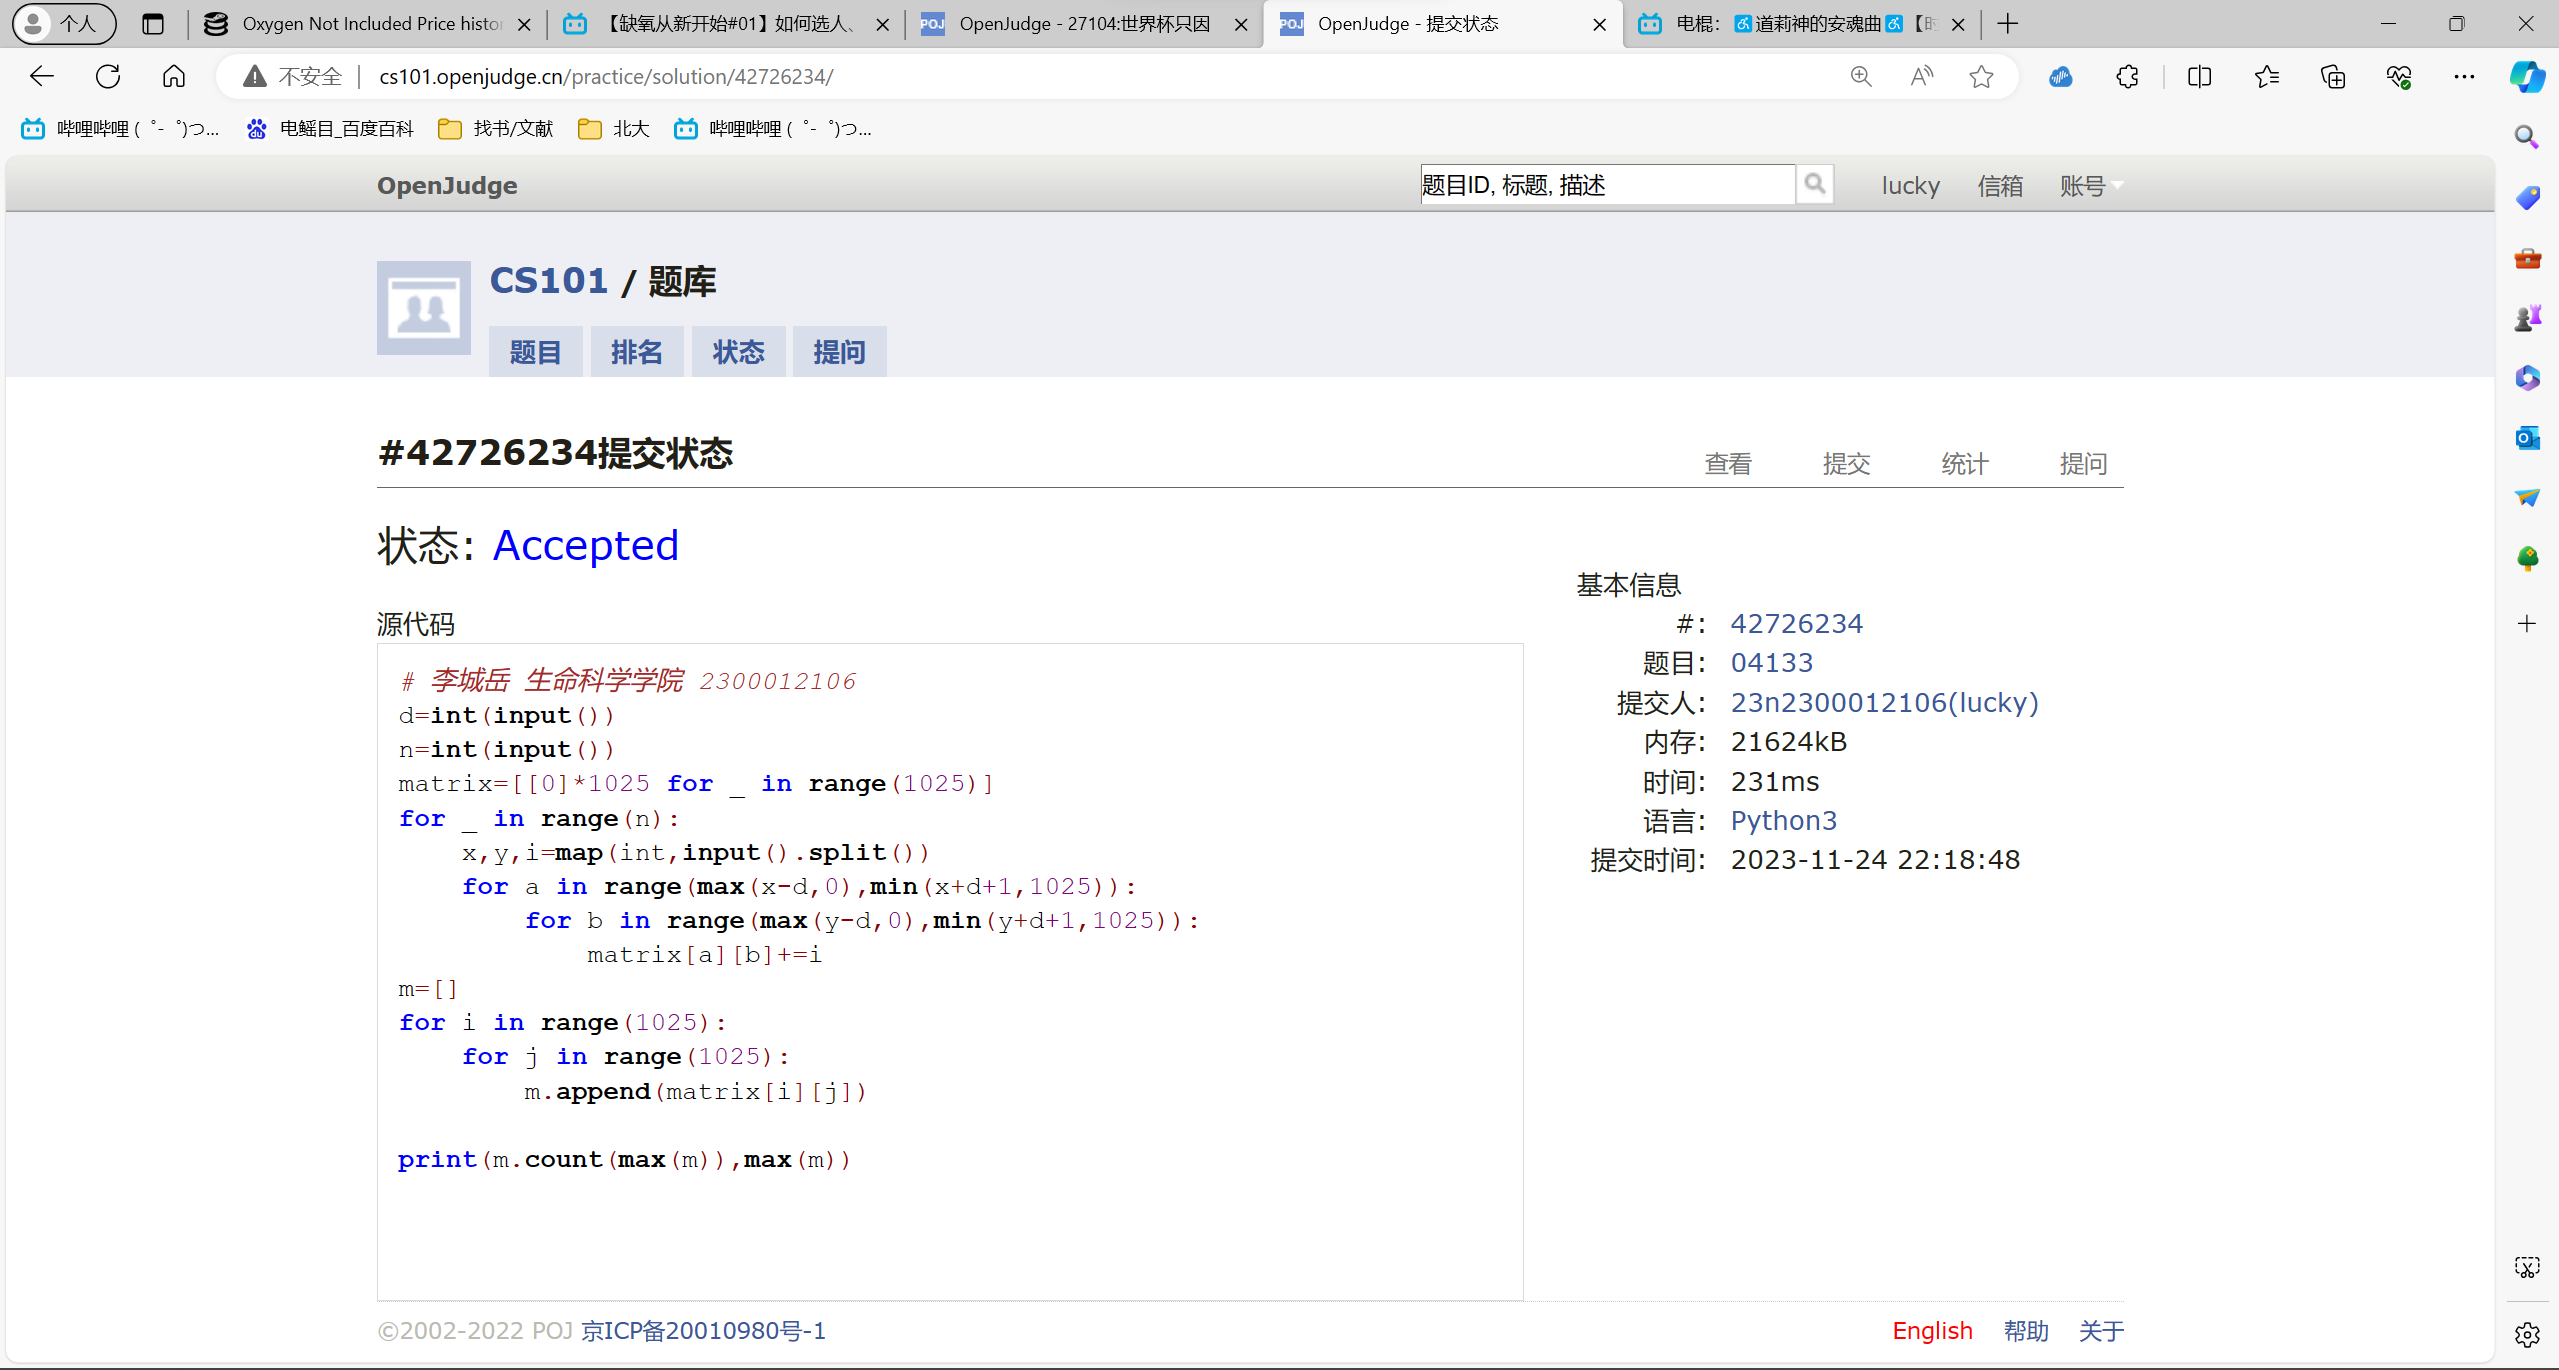 个人
Oxygen Not Included Price histor
【缺氧从新开始#01】如何选人、
OpenJudge - 27104:世界杯只因
OpenJudge - 提交状态
电棍：♿道莉神的安魂曲♿【时
不安全
cs101.openjudge.cn/practice/solution/42726234/
哔哩哔哩 (゜-゜)つ...
电鳐目_百度百科
找书/文献
北大
哔哩哔哩 (゜-゜)つ...
OpenJudge
题目ID, 标题, 描述
lucky
信箱
账号
CS101 / 题库
题目
排名
状态
提问
#42726234提交状态
查看
提交
统计
提问
状态: Accepted
源代码
# 李城岳 生命科学学院 2300012106
d=int(input())
n=int(input())
matrix=[[0]*1025 for _ in range(1025)]
for _ in range(n):
    x,y,i=map(int,input().split())
    for a in range(max(x-d,0),min(x+d+1,1025)):
        for b in range(max(y-d,0),min(y+d+1,1025)):
            matrix[a][b]+=i
m=[]
for i in range(1025):
    for j in range(1025):
        m.append(matrix[i][j])
print(m.count(max(m)),max(m))
基本信息
#: 42726234
题目: 04133
提交人: 23n2300012106(lucky)
内存: 21624kB
时间: 231ms
语言: Python3
提交时间: 2023-11-24 22:18:48
©2002-2022 POJ 京ICP备20010980号-1
English
帮助
关于